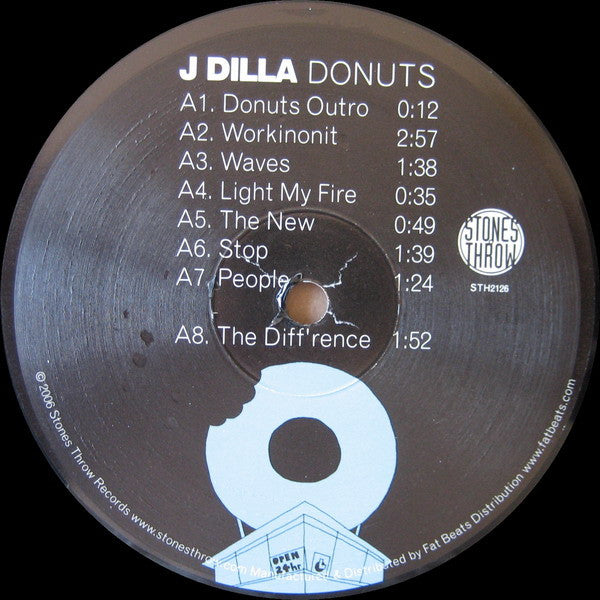 J DILLA DONUTS
A1. Donuts Outro 0:12
A2. Workinonit 2:57
A3. Waves 1:38
A4. Light My Fire 0:35
A5. The New 0:49
A6. Stop 1:39
A7. People 1:24
A8. The Diff'rence 1:52
STONES
THROW
STH2126
OPEN
24hr
© 2006 Stones Throw Records www.stonesthrow.com Manufactured & Distributed by Fat Beats Distribution www.fatbeats.com